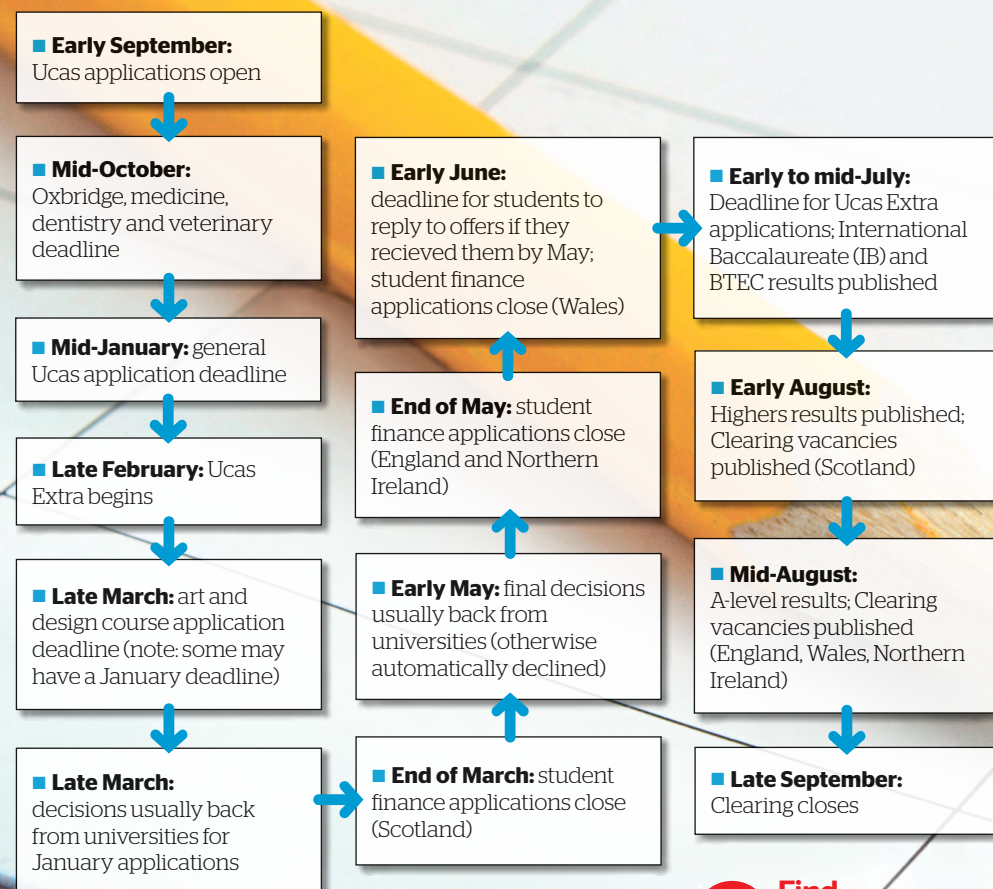 ■ Early September:
Ucas applications open
■ Mid-October:
Oxbridge, medicine,
dentistry and veterinary
deadline
■ Mid-January: general
Ucas application deadline
■ Late February: Ucas
Extra begins
■ Late March: art and
design course application
deadline (note: some may
have a January deadline)
■ Late March:
decisions usually back
from universities for
January applications
■ End of March: student
finance applications close
(Scotland)
■ Early May: final decisions
usually back from
universities (otherwise
automatically declined)
■ End of May: student
finance applications close
(England and Northern
Ireland)
■ Early June:
deadline for students to
reply to offers if they
recieved them by May;
student finance
applications close (Wales)
■ Early to mid-July:
Deadline for Ucas Extra
applications; International
Baccalaureate (IB) and
BTEC results published
■ Early August:
Highers results published;
Clearing vacancies
published (Scotland)
■ Mid-August:
A-level results; Clearing
vacancies published
(England, Wales, Northern
Ireland)
■ Late September:
Clearing closes
Find